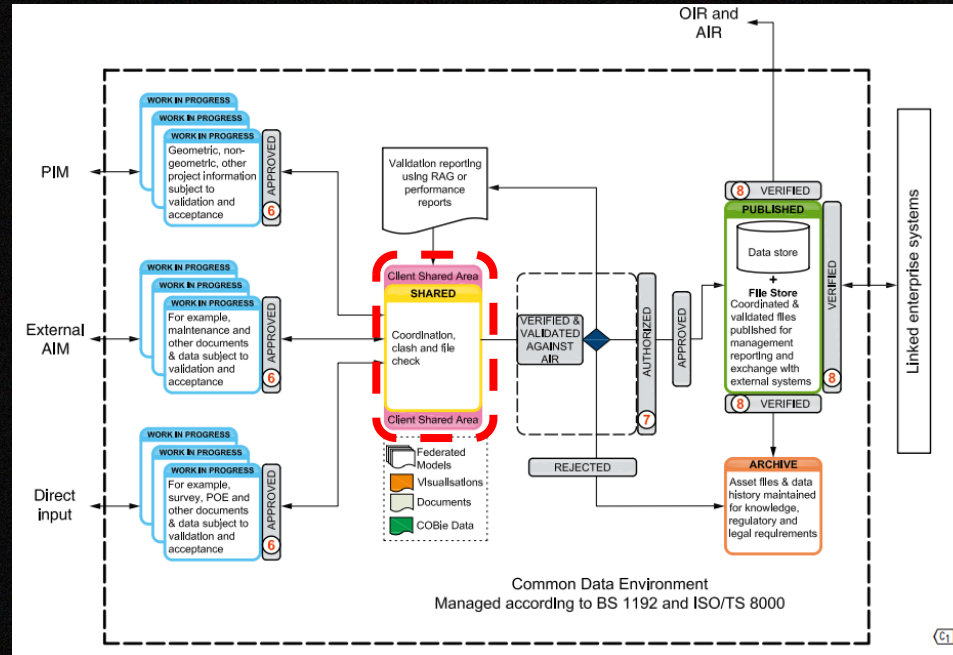 OIR and
AIR
WORK IN PROGRESS
WORK IN PROGRESS
WORK IN PROGRESS
Geometric, non-
geometric, other
project information
subject to
validation and
acceptance
APPROVED
6
PIM
Validation reporting
using RAG or
performance
reports
8 VERIFIED
PUBLISHED
Data store
+
File Store
Coordinated &
validated files
published for
management
reporting and
exchange with
external systems
VERIFIED
8
8 VERIFIED
Linked enterprise systems
WORK IN PROGRESS
WORK IN PROGRESS
WORK IN PROGRESS
For example,
maintenance and
other documents
& data subject to
validation and
acceptance
APPROVED
6
External
AIM
Client Shared Area
SHARED
Coordination,
clash and file
check
Client Shared Area
VERIFIED &
VALIDATED
AGAINST
AIR
AUTHORIZED
7
APPROVED
Federated
Models
Visualisations
Documents
COBie Data
REJECTED
WORK IN PROGRESS
WORK IN PROGRESS
WORK IN PROGRESS
For example,
survey, POE and
other documents
& data subject to
validation and
acceptance
APPROVED
6
Direct
input
ARCHIVE
Asset files & data
history maintained
for knowledge,
regulatory and
legal requirements
Common Data Environment
Managed according to BS 1192 and ISO/TS 8000
C1